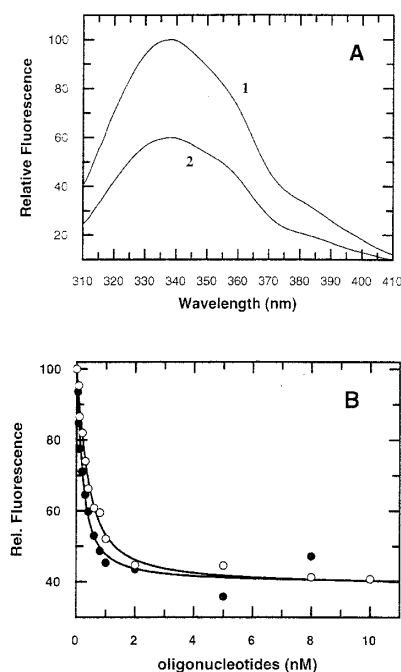 A
Relative Fluorescence
100
80
60
40
20
1
2
310 320 330 340 350 360 370 380 390 400 410
Wavelength (nm)
B
Rel. Fluorescence
100
80
60
40
0 2 4 6 8 10
oligonucleotides (nM)